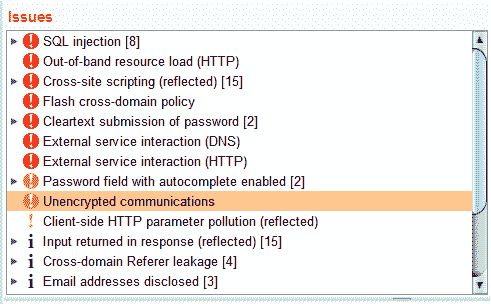 Issues
SQL injection [8]
Out-of-band resource load (HTTP)
Cross-site scripting (reflected) [15]
Flash cross-domain policy
Cleartext submission of password [2]
External service interaction (DNS)
External service interaction (HTTP)
Password field with autocomplete enabled [2]
Unencrypted communications
Client-side HTTP parameter pollution (reflected)
Input returned in response (reflected) [15]
Cross-domain Referer leakage [4]
Email addresses disclosed [3]